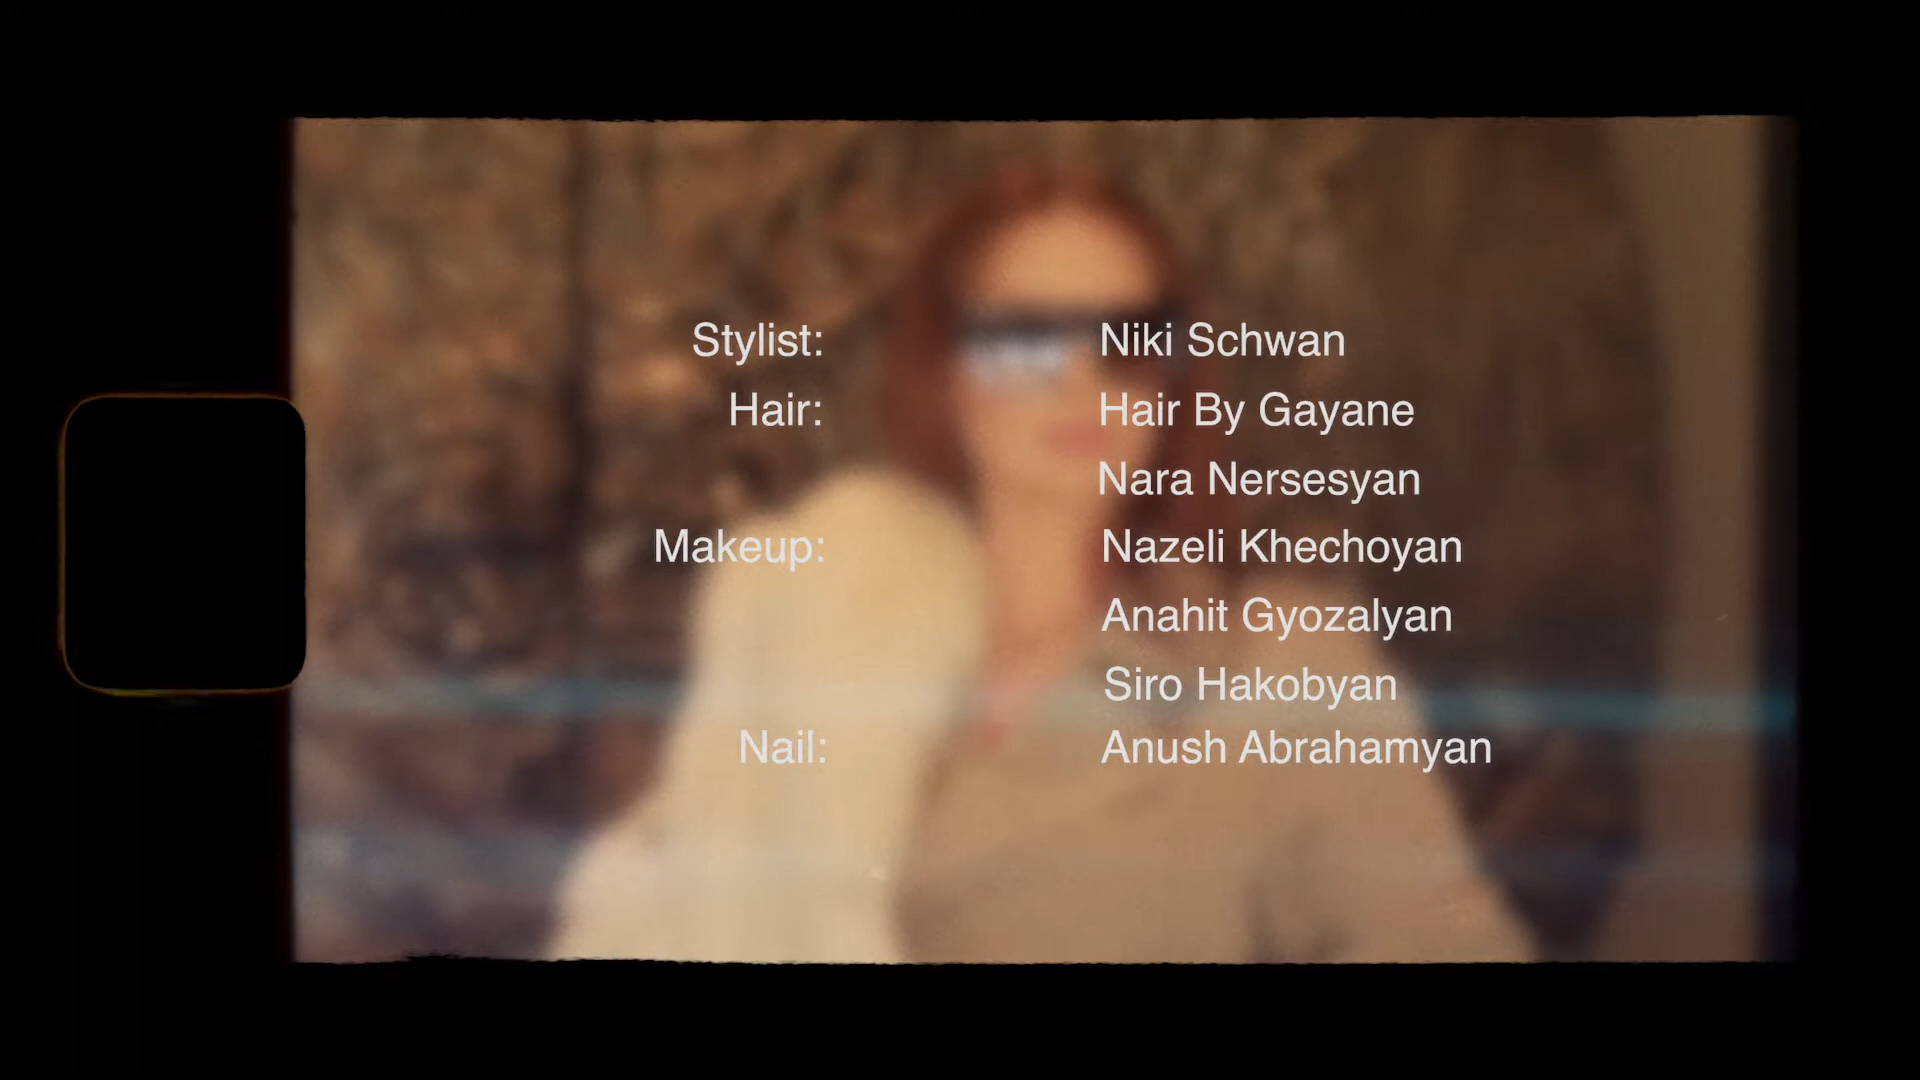 Stylist: Niki Schwan
Hair: Hair By Gayane
Nara Nersesyan
Makeup: Nazeli Khechoyan
Anahit Gyozalyan
Siro Hakobyan
Nail: Anush Abrahamyan